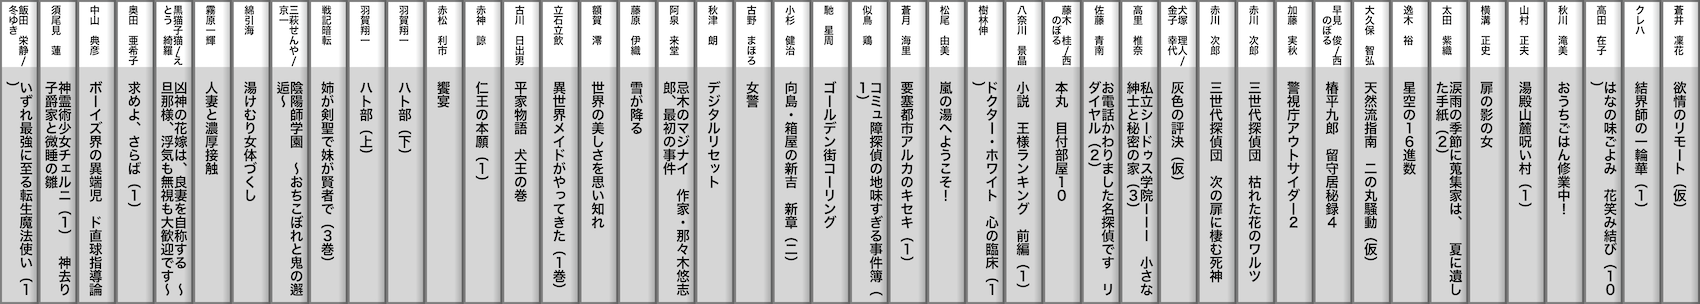 蒼井　凜花
欲情のリモート（仮）
クレハ
結界師の一輪華（１）
高田　在子
はなの味ごよみ　花笑み結び（１０
）
秋川　滝美
おうちごはん修業中！
山村　正夫
湯殿山麓呪い村（１）
横溝　正史
扉の影の女
太田　紫織
涙雨の季節に蒐集家は、　夏に遺し
た手紙（２）
逸木　裕
星空の１６進数
大久保　智弘
天然流指南　二の丸騒動（仮）
早見　俊/西
のぼる
椿平九郎　留守居秘録４
加藤　実秋
警視庁アウトサイダー２
赤川　次郎
三世代探偵団　枯れた花のワルツ
赤川　次郎
三世代探偵団　次の扉に棲む死神
犬塚　理人/
金子　幸代
灰色の評決（仮）
高里　椎奈
私立シードゥス学院ーーー　小さな
紳士と秘密の家（３）
佐藤　青南
お電話かわりました名探偵です　リ
ダイヤル（２）
藤木　桂/西
のぼる
本丸　目付部屋１０
八奈川　景晶
小説　王様ランキング　前編（１）
樹林伸
ドクター・ホワイト　心の臨床（１
）
松尾　由美
嵐の湯へようこそ！
蒼月　海里
要塞都市アルカのキセキ（１）
似鳥　鶏
コミュ障探偵の地味すぎる事件簿（
１）
馳　星周
ゴールデン街コーリング
小杉　健治
向島・箱屋の新吉　新章（二）
古野　まほろ
女警
秋津　朗
デジタルリセット
阿泉　来堂
忌木のマジナイ　作家・那々木悠志
郎、最初の事件
藤原　伊織
雪が降る
額賀　澪
世界の美しさを思い知れ
立石立飲
異世界メイドがやってきた（１巻）
古川　日出男
平家物語　犬王の巻
赤神　諒
仁王の本願（１）
赤松　利市
饗宴
羽賀翔一
ハト部（下）
羽賀翔一
ハト部（上）
戦記暗転
姉が剣聖で妹が賢者で（３巻）
三萩せんや/
京一
陰陽師学園　～おちこぼれと鬼の邂
逅～
綿引海
湯けむり女体づくし
霧原一輝
人妻と濃厚接触
黒猫子猫/え
とう　綺羅
凶神の花嫁は、良妻を自称する　～
旦那様、浮気も無視も大歓迎です～
奥田　亜希子
求めよ、さらば（１）
中山　典彦
ボーイズ界の異端児　ド直球指導論
須尾見　蓮
神霊術少女チェルニ（１）　神去り
子爵家と微睡の雛
飯田　栄静/
冬ゆき
いずれ最強に至る転生魔法使い（１
）